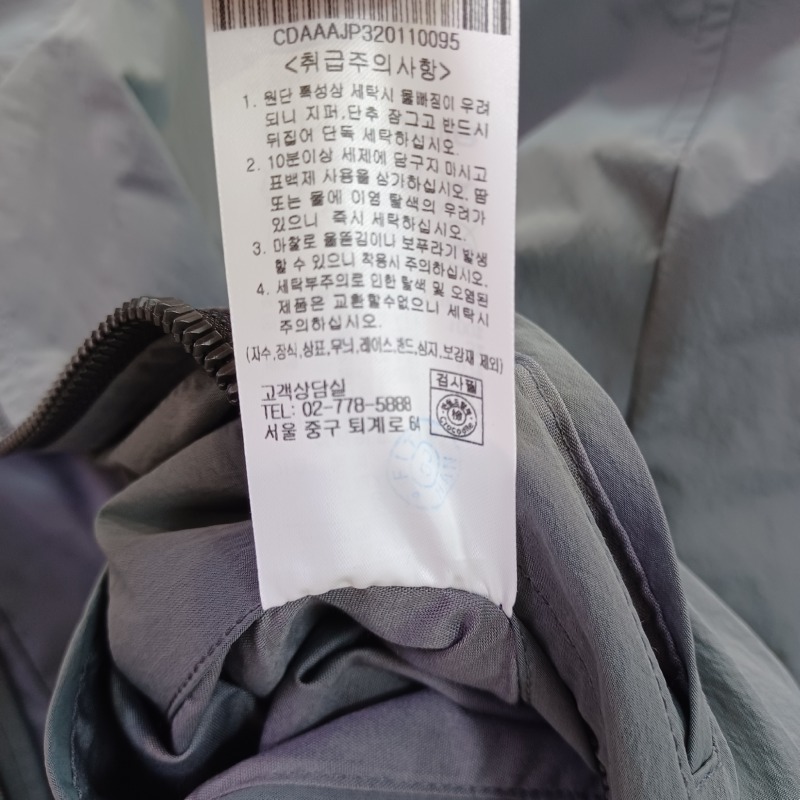 CDAAAJP320110095
<취급주의사항>
1. 원단 특성상 세탁시 물빠짐이 우려
되니 지퍼,단추 잠그고 반드시
뒤집어 단독 세탁하십시오.
2. 10분이상 세제에 담구지 마시고
표백제 사용을 삼가하십시오. 땀
또는 물에 이염 탈색의 우려가
있으니 즉시 세탁하십시오.
3. 마찰로 올뜯김이나 보푸라기 발생
할 수 있으니 착용시 주의하십시오.
4. 세탁부주의로 인한 탈색 및 오염된
제품은 교환할수없으니 세탁시
주의하십시오.
(자수,장식,상표,무늬,레이스,밴드,심지,보강재 제외)
고객상담실
TEL: 02-778-5888
서울 중구 퇴계로 64
검사필